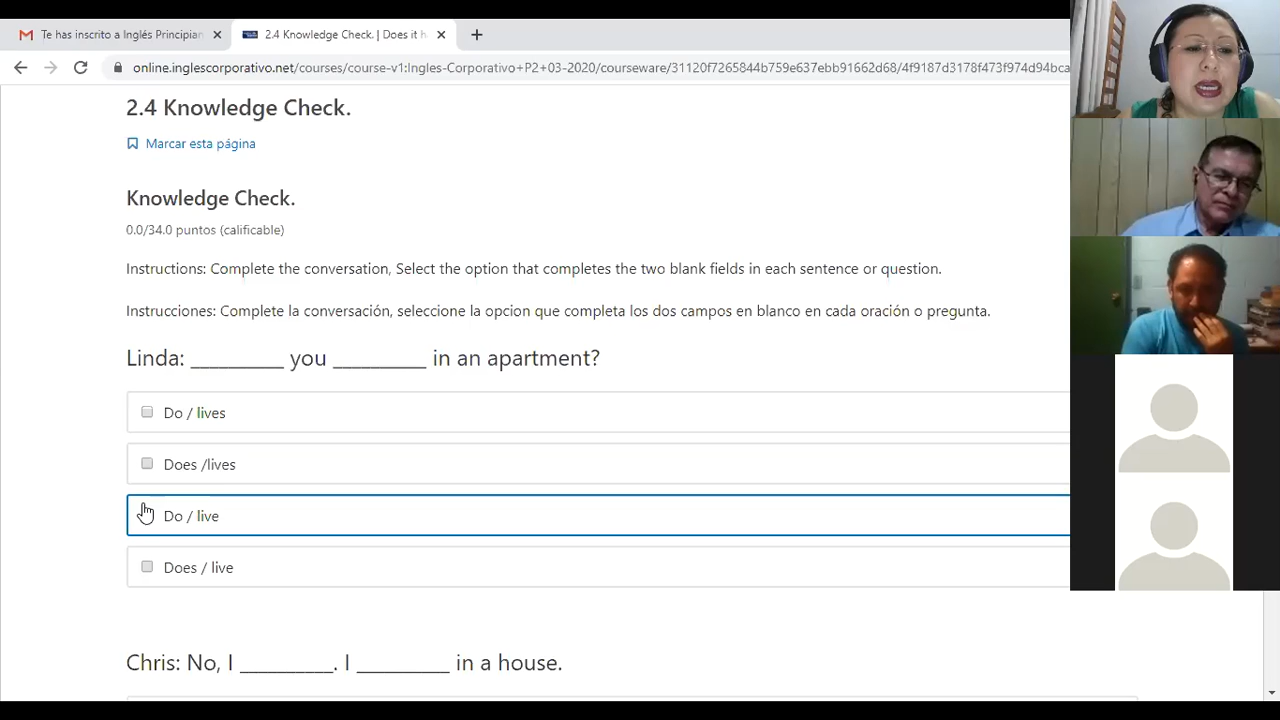 Te has inscrito a Inglés Principian
2.4 Knowledge Check. | Does it h
online.inglescorporativo.net/courses/course-v1:Ingles-Corporativo+P2+03-2020/courseware/31120f7265844b759e637ebb91662d68/4f9187d3178f473f974d94bca
2.4 Knowledge Check.
Marcar esta página
Knowledge Check.
0.0/34.0 puntos (calificable)
Instructions: Complete the conversation, Select the option that completes the two blank fields in each sentence or question.
Instrucciones: Complete la conversación, seleccione la opcion que completa los dos campos en blanco en cada oración o pregunta.
Linda: __________ you __________ in an apartment?
Do / lives
Does /lives
Do / live
Does / live
Chris: No, I __________. I __________ in a house.